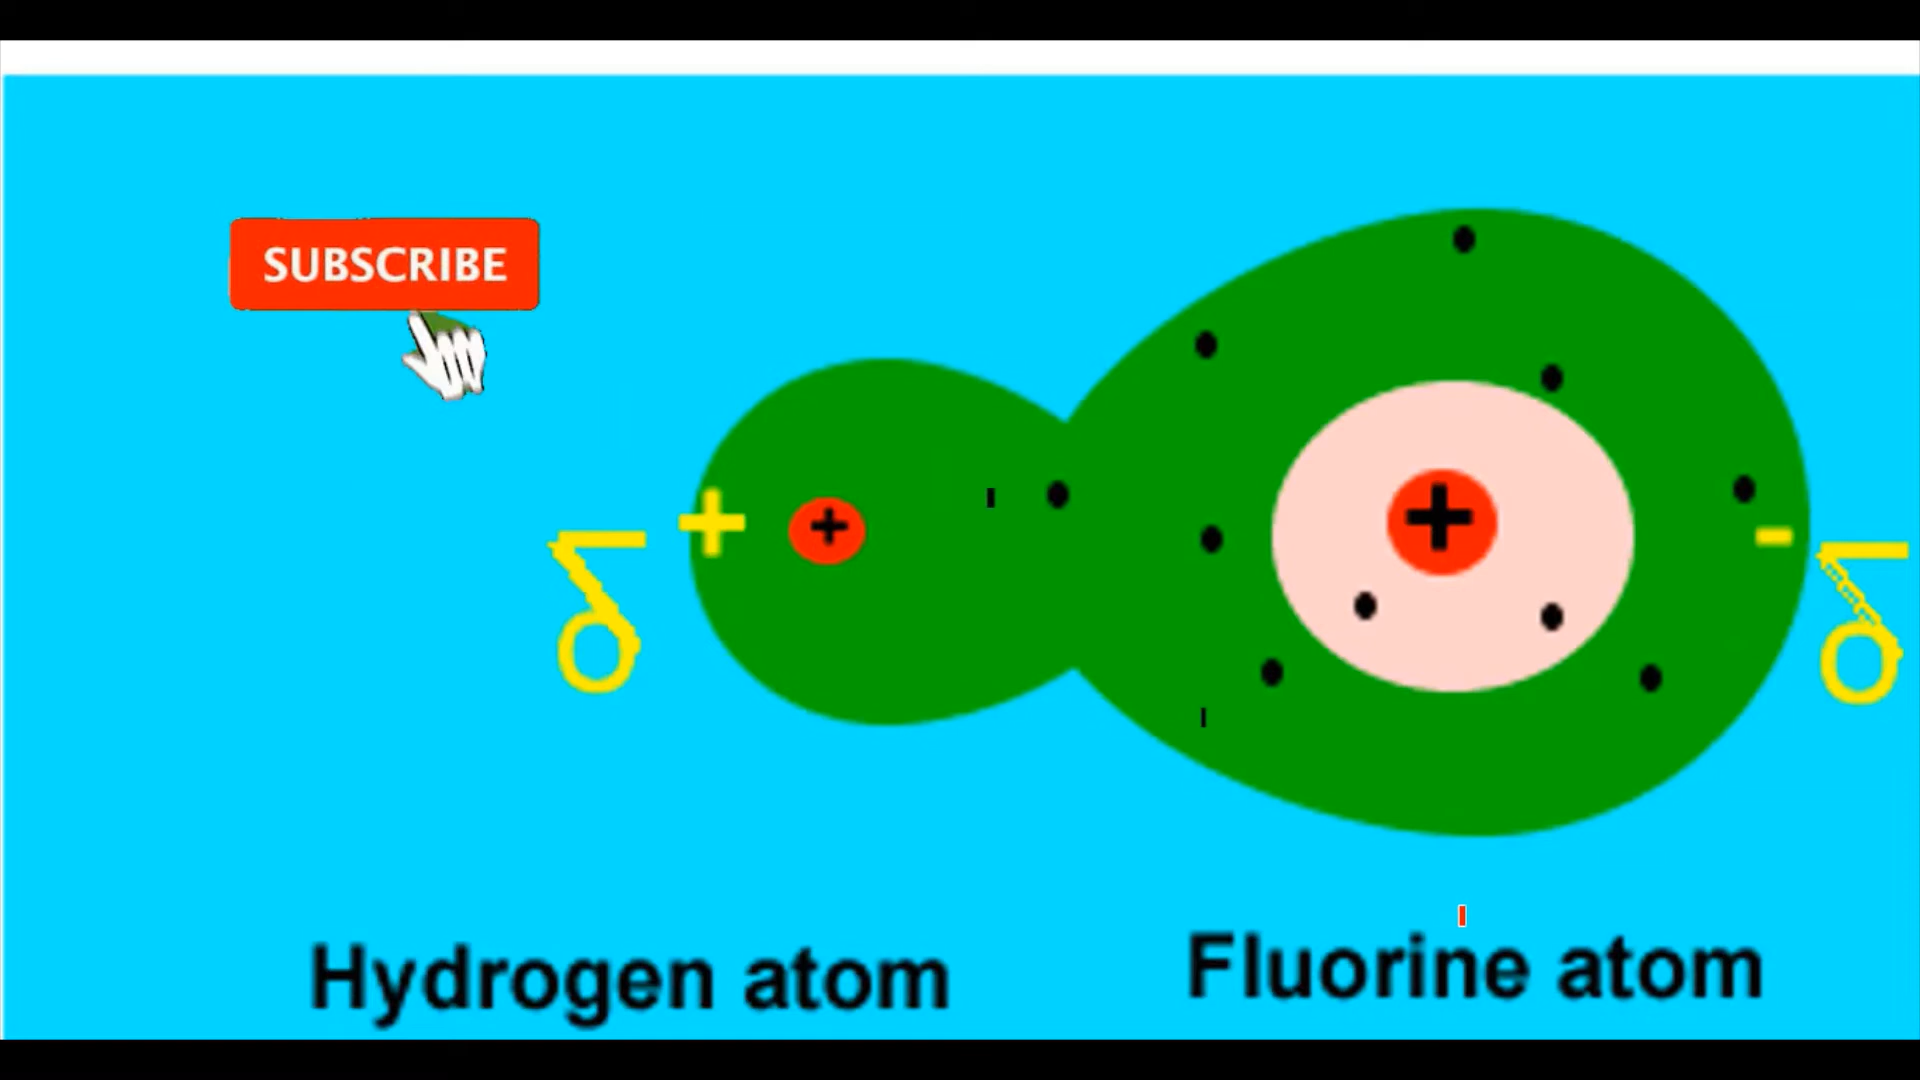 SUBSCRIBE
δ+ + + - δ
Hydrogen atom Fluorine atom